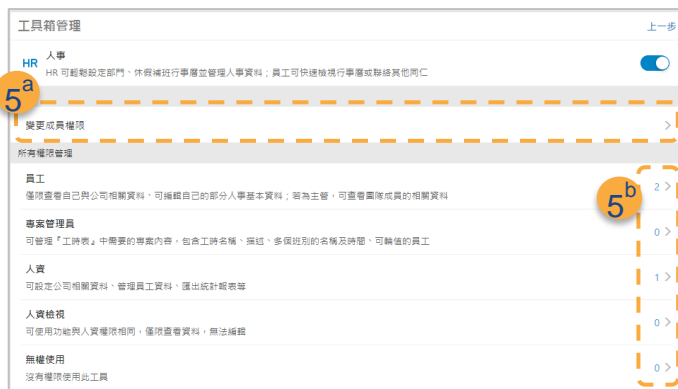 工具箱管理
上一步
HR
人事
HR 可輕鬆設定部門、休假補班行事曆並管理人事資料；員工可快速檢視行事曆或聯絡其他同仁
5a
變更成員權限
所有權限管理
員工
僅限查看自己與公司相關資料、可編輯自己的部分人事基本資料；若為主管，可查看團隊成員的相關資料
2
5b
專案管理員
可管理『工時表』中需要的專案內容，包含工時名稱、描述、多個班別的名稱及時間、可輪值的員工
0
人資
可設定公司相關資料、管理員工資料、匯出統計報表等
1
人資檢視
可使用功能與人資權限相同，僅限查看資料，無法編輯
0
無權使用
沒有權限使用此工具
0